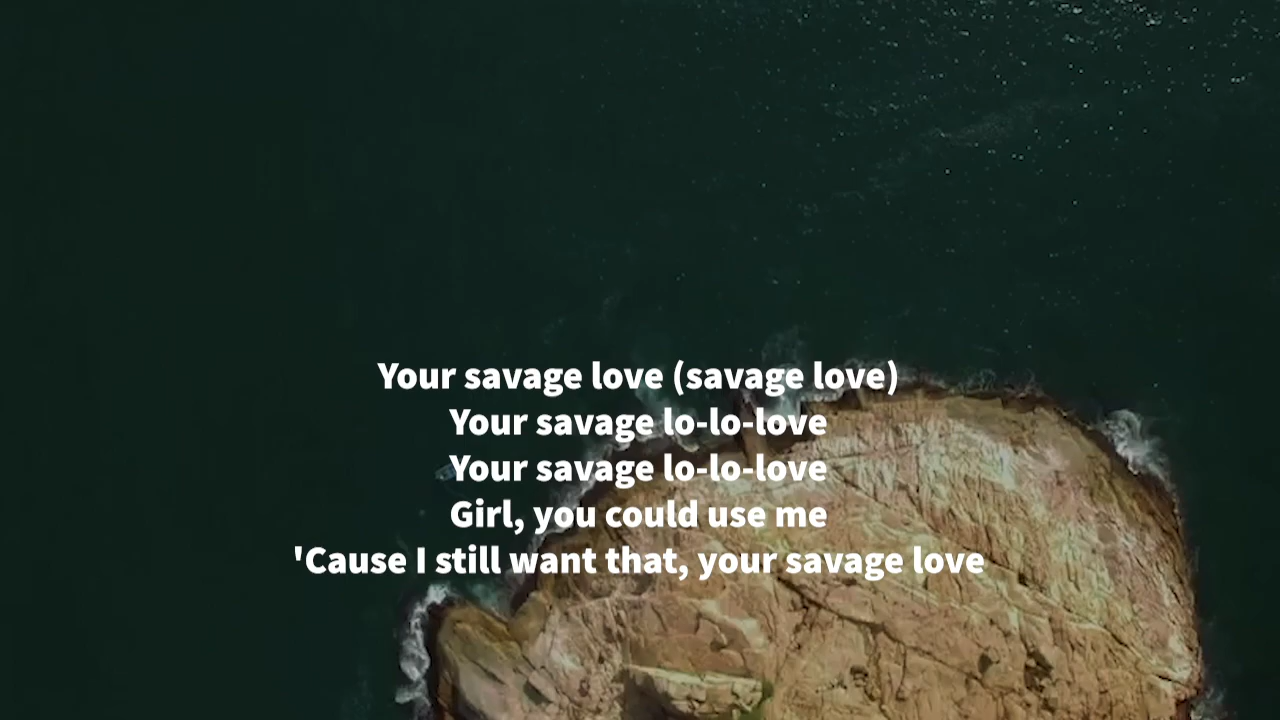 Your savage love (savage love)
Your savage lo-lo-love
Your savage lo-lo-love
Girl, you could use me
'Cause I still want that, your savage love